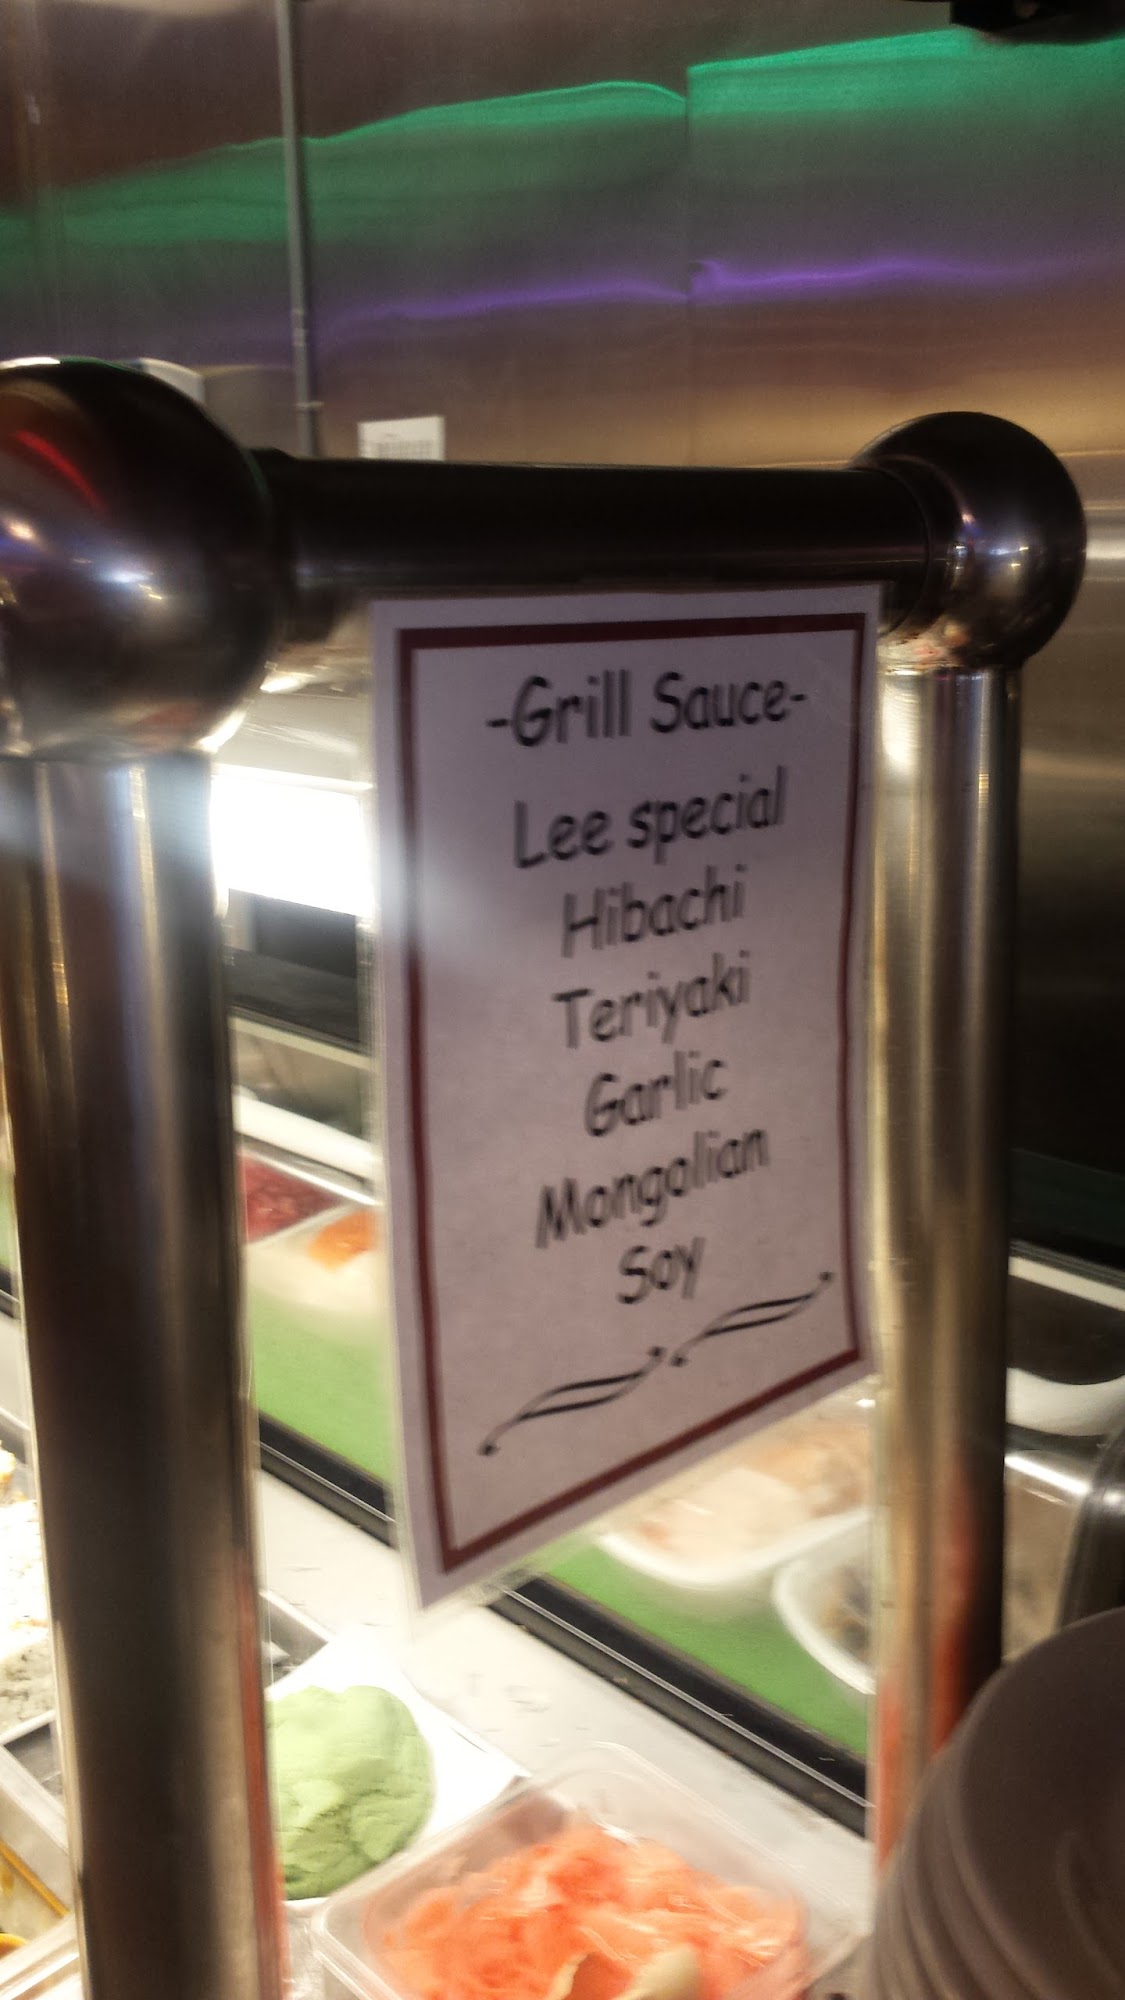 -Grill Sauce-
Lee special
Hibachi
Teriyaki
Garlic
Mongolian
Soy